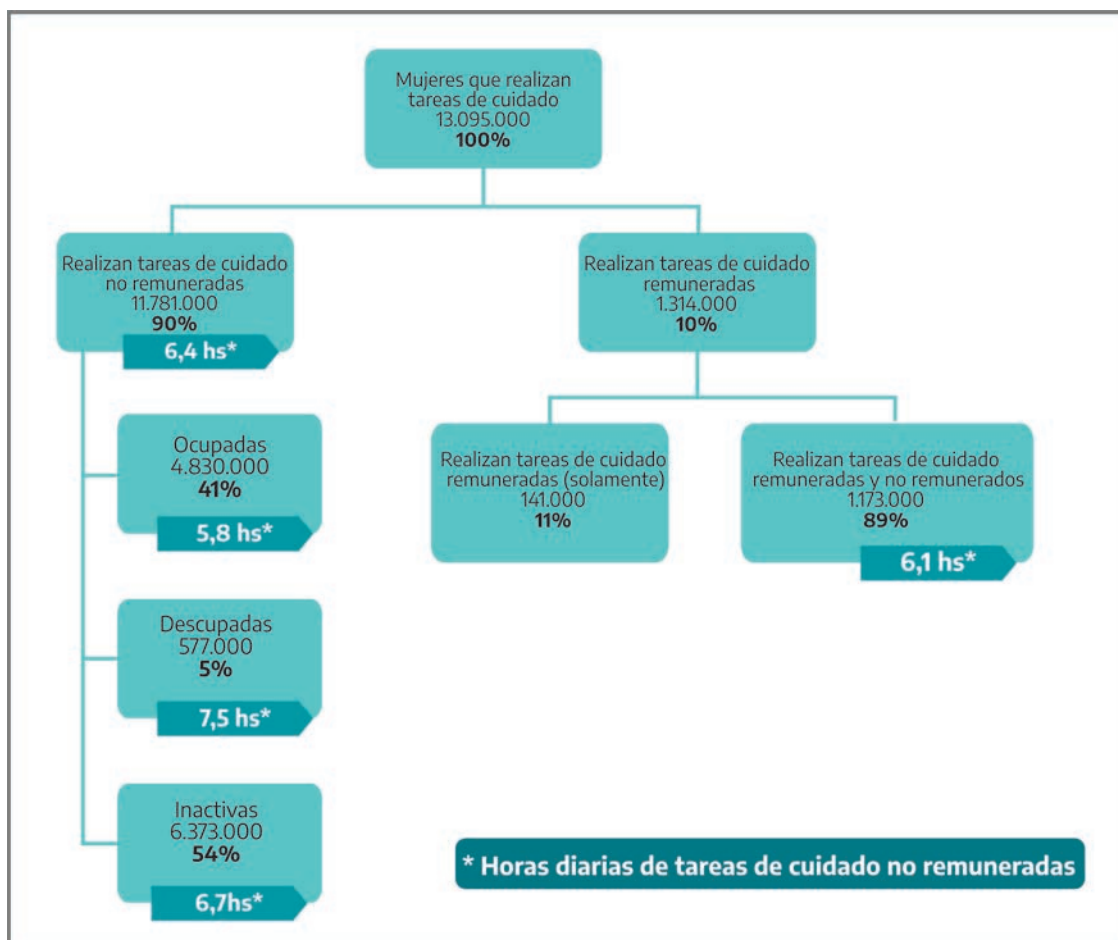 Mujeres que realizan
tareas de cuidado
13.095.000
100%
Realizan tareas de cuidado
no remuneradas
11.781.000
90%
6,4 hs*
Ocupadas
4.830.000
41%
5,8 hs*
Descupadas
577.000
5%
7,5 hs*
Inactivas
6.373.000
54%
6,7hs*
Realizan tareas de cuidado
remuneradas
1.314.000
10%
Realizan tareas de cuidado
remuneradas (solamente)
141.000
11%
Realizan tareas de cuidado
remuneradas y no remunerados
1.173.000
89%
6,1 hs*
* Horas diarias de tareas de cuidado no remuneradas